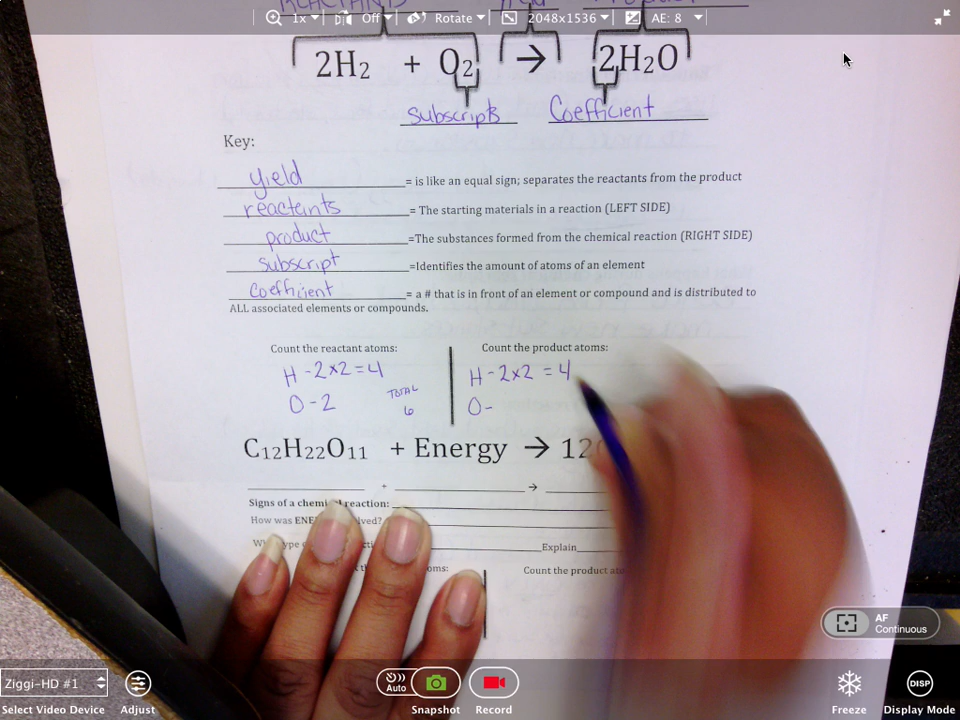 REACTANTS
1x Off Rotate 2048x1536 AE: 8
2H2 + O2 → 2H2O
subscripts Coefficient
Key:
yield = is like an equal sign; separates the reactants from the product
reactants = The starting materials in a reaction (LEFT SIDE)
product =The substances formed from the chemical reaction (RIGHT SIDE)
subscript =Identifies the amount of atoms of an element
Coefficient = a # that is in front of an element or compound and is distributed to
ALL associated elements or compounds.
Count the reactant atoms: Count the product atoms:
H - 2x2 = 4 H - 2x2 = 4
O - 2 TOTAL 6 O -
C12H22O11 + Energy → 12
+ →
Signs of a chemical reaction:
How was
Explain
Count the product
AF
Continuous
Ziggi-HD #1 Auto
Select Video Device Adjust Snapshot Record Freeze DISP Display Mode